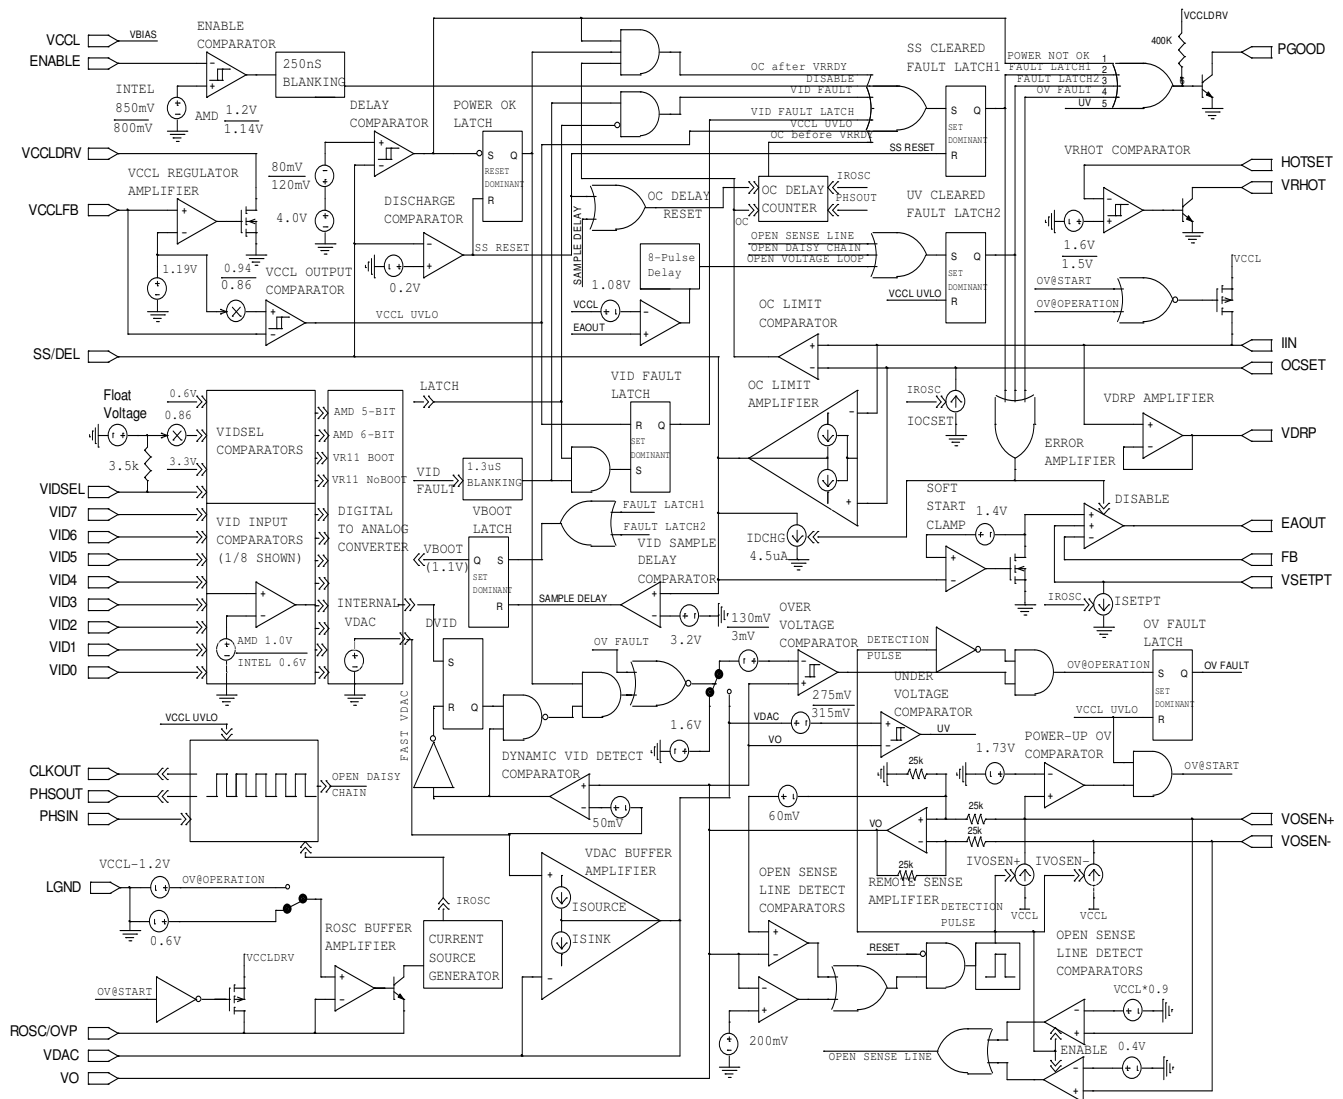 VCCL
VBIAS
ENABLE
ENABLE
COMPARATOR
250nS
BLANKING
INTEL
850mV
800mV
AMD
1.2V
1.14V
DELAY
COMPARATOR
POWER OK
LATCH
S
Q
RESET
DOMINANT
R
80mV
120mV
4.0V
VCCLDRV
VCCL REGULATOR
AMPLIFIER
VCCLFB
1.19V
0.94
0.86
VCCL OUTPUT
COMPARATOR
VCCL UVLO
DISCHARGE
COMPARATOR
0.2V
SS RESET
SS/DEL
OC after VRRDY
DISABLE
VID FAULT
VID FAULT LATCH
VCCL UVLO
OC before VRRDY
SS RESET
SS CLEARED
FAULT LATCH1
S
Q
SET
DOMINANT
R
OC DELAY
RESET
SAMPLE DELAY
OC DELAY
COUNTER
IROSC
PHSOUT
OC
UV CLEARED
FAULT LATCH2
S
Q
SET
DOMINANT
R
OPEN SENSE LINE
OPEN DAISY CHAIN
OPEN VOLTAGE LOOP
VCCL UVLO
8-Pulse
Delay
1.08V
VCCL
EAOUT
VCCLDRV
400K
PGOOD
POWER NOT OK
1
FAULT LATCH1
2
FAULT LATCH2
3
OV FAULT
4
UV
5
VRHOT COMPARATOR
HOTSET
VRHOT
1.6V
1.5V
VCCL
OV@START
OV@OPERATION
IIN
OCSET
OC LIMIT
COMPARATOR
OC LIMIT
AMPLIFIER
IROSC
IOCSET
VDRP AMPLIFIER
VDRP
ERROR
AMPLIFIER
DISABLE
EAOUT
FB
VSETPT
IROSC
ISETPT
SOFT
START
CLAMP
1.4V
IDCHG
4.5uA
Float
Voltage
0.6V
0.86
3.3V
3.5k
VIDSEL
COMPARATORS
AMD 5-BIT
AMD 6-BIT
VR11 BOOT
VR11 NoBOOT
LATCH
VID
FAULT
1.3uS
BLANKING
VID FAULT
LATCH
R
Q
SET
DOMINANT
S
VIDSEL
VID7
VID6
VID5
VID4
VID3
VID2
VID1
VID0
VID INPUT
COMPARATORS
(1/8 SHOWN)
AMD 1.0V
INTEL 0.6V
DIGITAL
TO ANALOG
CONVERTER
INTERNAL
VDAC
VBOOT
(1.1V)
VBOOT
LATCH
Q
S
SET
DOMINANT
R
FAULT LATCH1
FAULT LATCH2
VID SAMPLE
DELAY
COMPARATOR
SAMPLE DELAY
3.2V
DVID
S
R
Q
FAST VDAC
OV FAULT
1.6V
DYNAMIC VID DETECT
COMPARATOR
50mV
130mV
3mV
OVER
VOLTAGE
COMPARATOR
275mV
315mV
VDAC
VO
UNDER
VOLTAGE
COMPARATOR
UV
DETECTION
PULSE
OV@OPERATION
OV FAULT
LATCH
S
Q
SET
DOMINANT
R
OV FAULT
VCCL UVLO
POWER-UP OV
COMPARATOR
1.73V
OV@START
VCCL UVLO
CLKOUT
PHSOUT
PHSIN
OPEN DAISY
CHAIN
25k
60mV
VO
25k
25k
25k
REMOTE SENSE
AMPLIFIER
VOSEN+
VOSEN-
IVOSEN+
IVOSEN-
VCCL
VCCL
DETECTION
PULSE
LGND
VCCL-1.2V
OV@OPERATION
0.6V
ROSC BUFFER
AMPLIFIER
VCCLDRV
OV@START
IROSC
CURRENT
SOURCE
GENERATOR
VDAC BUFFER
AMPLIFIER
ISOURCE
ISINK
OPEN SENSE
LINE DETECT
COMPARATORS
200mV
RESET
OPEN SENSE
LINE DETECT
COMPARATORS
VCCL*0.9
ENABLE
0.4V
OPEN SENSE LINE
ROSC/OVP
VDAC
VO